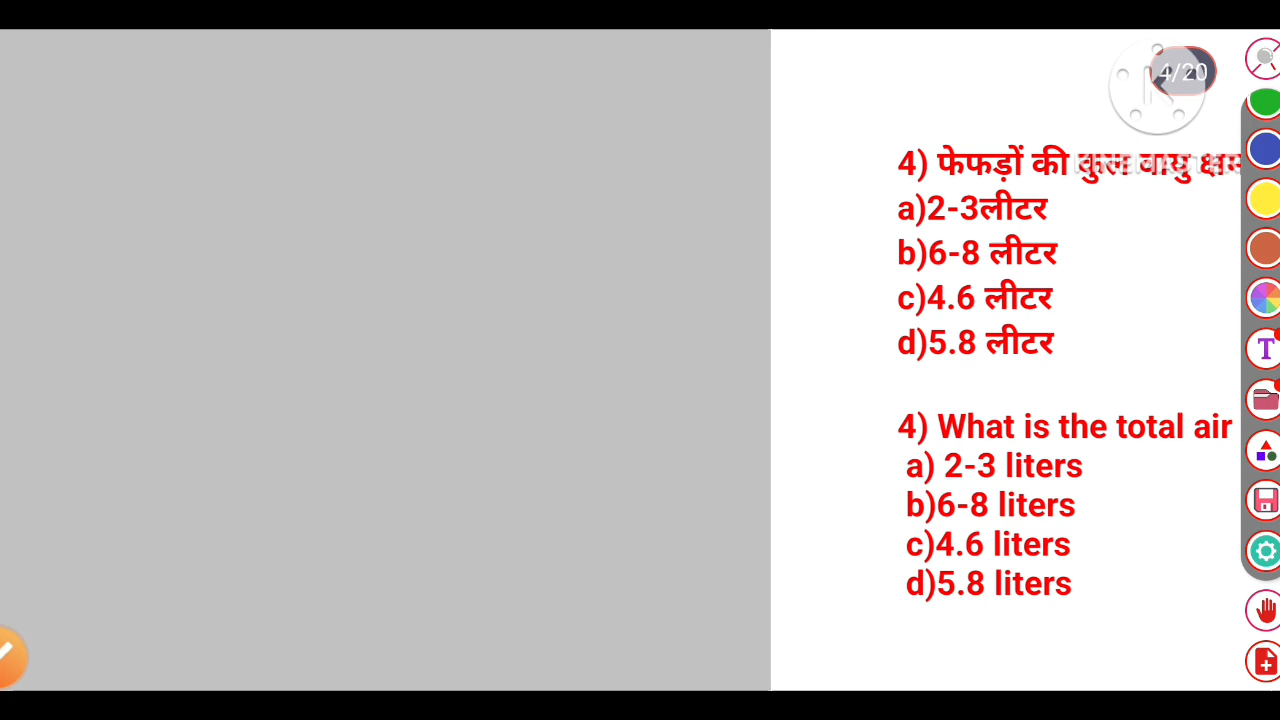 4/20
KINEMASTER
4) फेफड़ों की कुल वायु
a)2-3लीटर
b)6-8 लीटर
c)4.6 लीटर
d)5.8 लीटर
4) What is the total air
a) 2-3 liters
b)6-8 liters
c)4.6 liters
d)5.8 liters
T